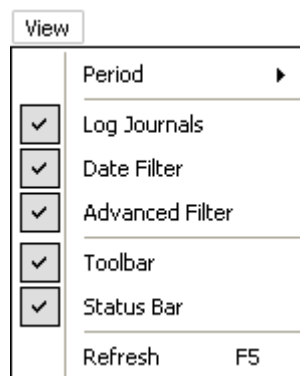 View
Period
Log Journals
Date Filter
Advanced Filter
Toolbar
Status Bar
Refresh F5